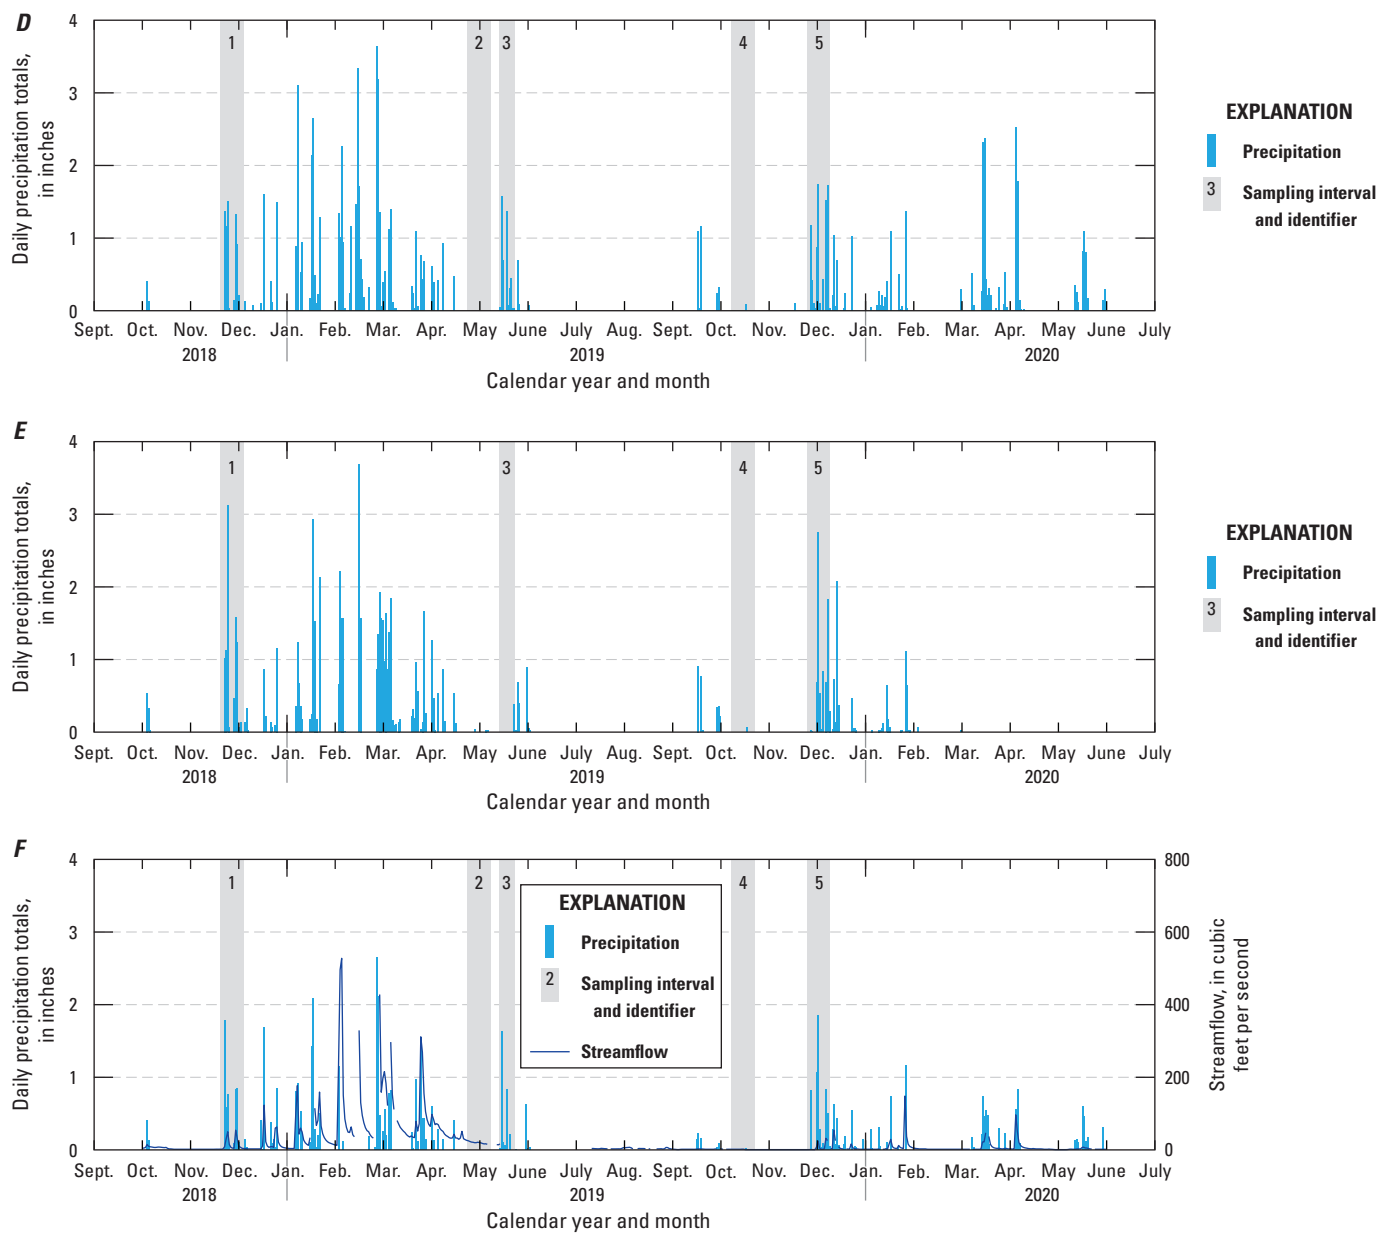 D
4
3
2
1
0
Daily precipitation totals,
in inches
1 2 3 4 5
Sept. Oct. Nov. Dec. Jan. Feb. Mar. Apr. May June July Aug. Sept. Oct. Nov. Dec. Jan. Feb. Mar. Apr. May June July
2018 2019 2020
Calendar year and month
EXPLANATION
Precipitation
3 Sampling interval
and identifier
E
4
3
2
1
0
Daily precipitation totals,
in inches
1 3 4 5
Sept. Oct. Nov. Dec. Jan. Feb. Mar. Apr. May June July Aug. Sept. Oct. Nov. Dec. Jan. Feb. Mar. Apr. May June July
2018 2019 2020
Calendar year and month
EXPLANATION
Precipitation
3 Sampling interval
and identifier
F
4
3
2
1
0
Daily precipitation totals,
in inches
1 2 3 4 5
EXPLANATION
Precipitation
2 Sampling interval
and identifier
Streamflow
800
600
400
200
0
Streamflow, in cubic
feet per second
Sept. Oct. Nov. Dec. Jan. Feb. Mar. Apr. May June July Aug. Sept. Oct. Nov. Dec. Jan. Feb. Mar. Apr. May June July
2018 2019 2020
Calendar year and month